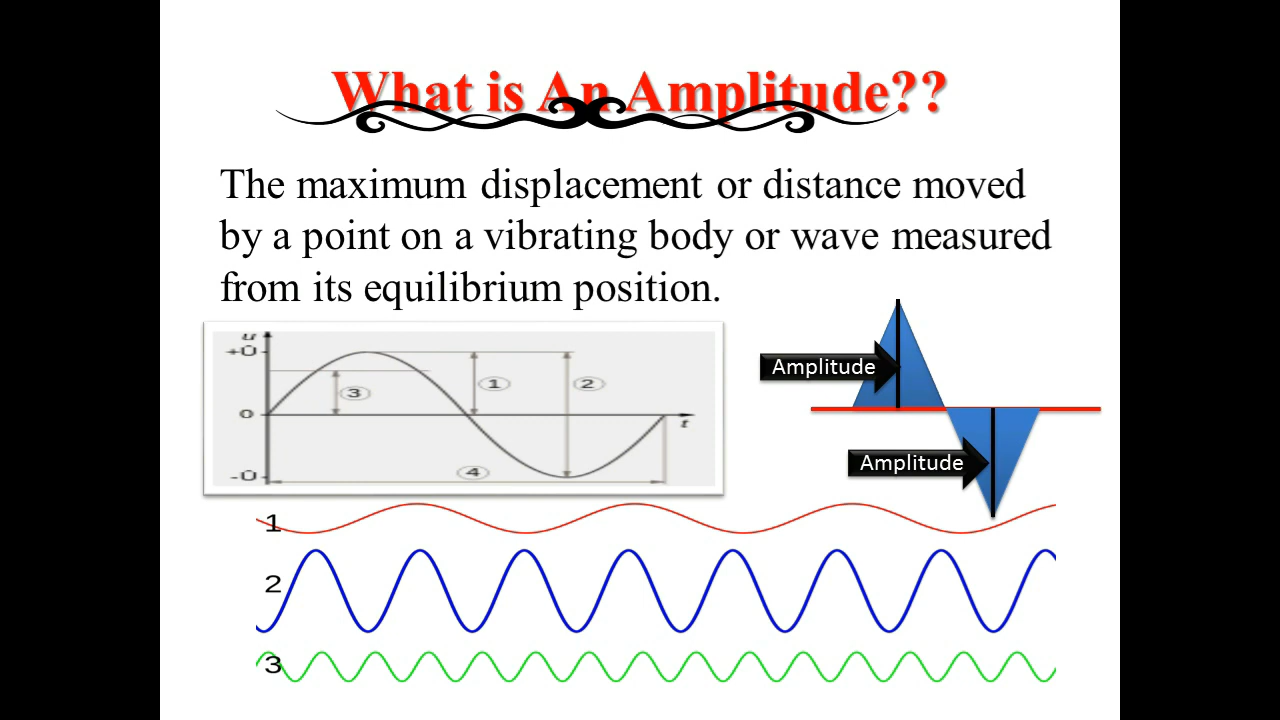 What is An Amplitude??
The maximum displacement or distance moved
by a point on a vibrating body or wave measured
from its equilibrium position.
u
+Û
3
1
2
0
t
-Û
4
Amplitude
Amplitude
1
2
3